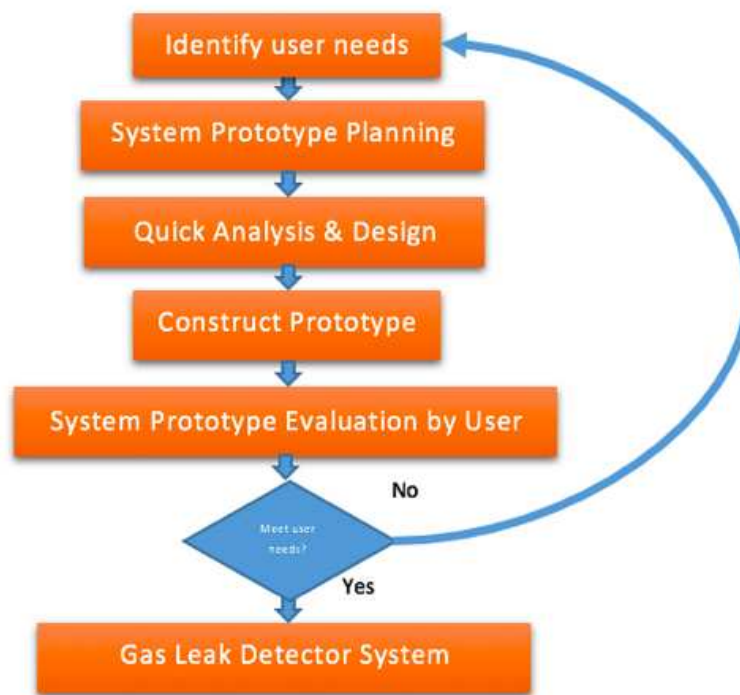 Identify user needs
System Prototype Planning
Quick Analysis & Design
Construct Prototype
System Prototype Evaluation by User
No
Meet user
needs?
Yes
Gas Leak Detector System